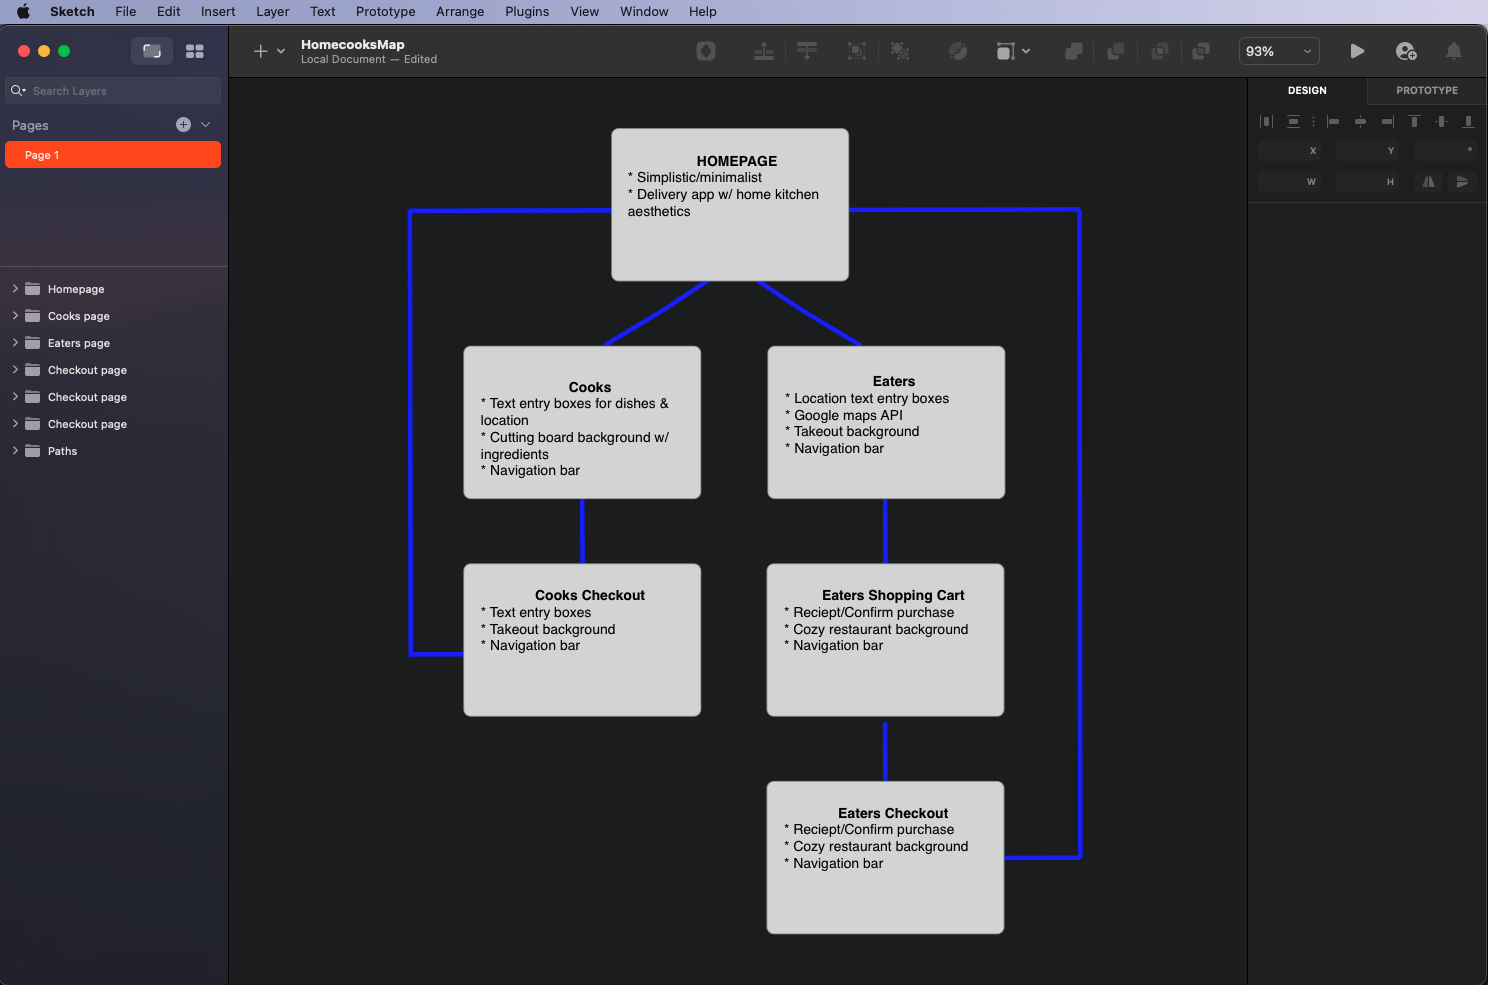 Sketch File Edit Insert Layer Text Prototype Arrange Plugins View Window Help
HomecooksMap
Local Document — Edited
93%
Search Layers
Pages
Page 1
Homepage
Cooks page
Eaters page
Checkout page
Checkout page
Checkout page
Paths
HOMEPAGE
* Simplistic/minimalist
* Delivery app w/ home kitchen
aesthetics
Cooks
* Text entry boxes for dishes &
location
* Cutting board background w/
ingredients
* Navigation bar
Eaters
* Location text entry boxes
* Google maps API
* Takeout background
* Navigation bar
Cooks Checkout
* Text entry boxes
* Takeout background
* Navigation bar
Eaters Shopping Cart
* Reciept/Confirm purchase
* Cozy restaurant background
* Navigation bar
Eaters Checkout
* Reciept/Confirm purchase
* Cozy restaurant background
* Navigation bar
DESIGN PROTOTYPE
X Y °
W H